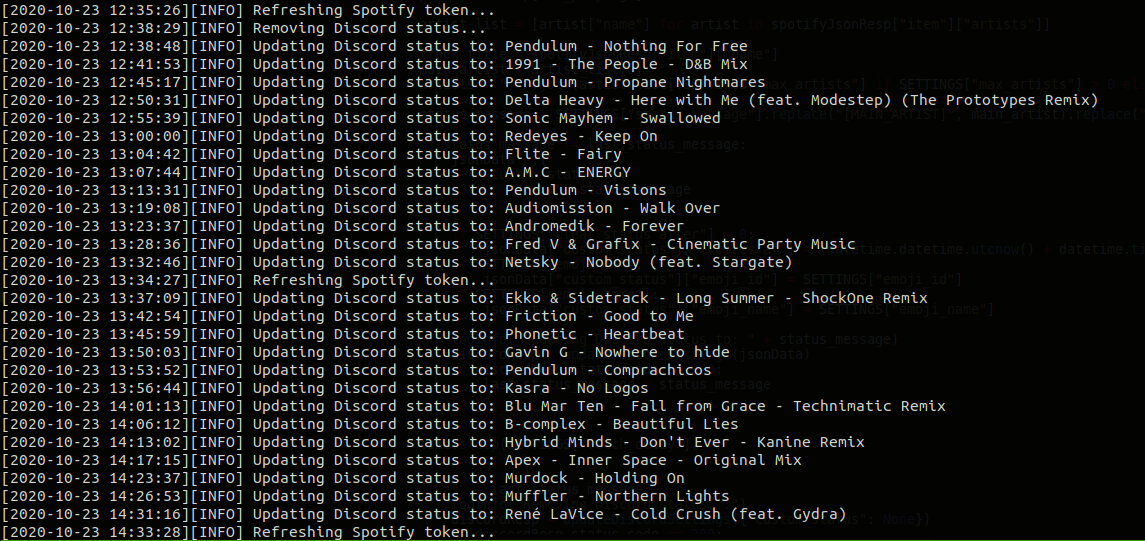 [2020-10-23 12:35:26][INFO] Refreshing Spotify token...
[2020-10-23 12:38:29][INFO] Removing Discord status...
[2020-10-23 12:38:48][INFO] Updating Discord status to: Pendulum - Nothing For Free
[2020-10-23 12:41:53][INFO] Updating Discord status to: 1991 - The People - D&B Mix
[2020-10-23 12:45:17][INFO] Updating Discord status to: Pendulum - Propane Nightmares
[2020-10-23 12:50:31][INFO] Updating Discord status to: Delta Heavy - Here with Me (feat. Modestep) (The Prototypes Remix)
[2020-10-23 12:55:39][INFO] Updating Discord status to: Sonic Mayhem - Swallowed
[2020-10-23 13:00:00][INFO] Updating Discord status to: Redeyes - Keep On
[2020-10-23 13:04:42][INFO] Updating Discord status to: Flite - Fairy
[2020-10-23 13:07:44][INFO] Updating Discord status to: A.M.C - ENERGY
[2020-10-23 13:13:31][INFO] Updating Discord status to: Pendulum - Visions
[2020-10-23 13:19:08][INFO] Updating Discord status to: Audiomission - Walk Over
[2020-10-23 13:23:37][INFO] Updating Discord status to: Andromedik - Forever
[2020-10-23 13:28:36][INFO] Updating Discord status to: Fred V & Grafix - Cinematic Party Music
[2020-10-23 13:32:46][INFO] Updating Discord status to: Netsky - Nobody (feat. Stargate)
[2020-10-23 13:34:27][INFO] Refreshing Spotify token...
[2020-10-23 13:37:09][INFO] Updating Discord status to: Ekko & Sidetrack - Long Summer - ShockOne Remix
[2020-10-23 13:42:54][INFO] Updating Discord status to: Friction - Good to Me
[2020-10-23 13:45:59][INFO] Updating Discord status to: Phonetic - Heartbeat
[2020-10-23 13:50:03][INFO] Updating Discord status to: Gavin G - Nowhere to hide
[2020-10-23 13:53:52][INFO] Updating Discord status to: Pendulum - Comprachicos
[2020-10-23 13:56:44][INFO] Updating Discord status to: Kasra - No Logos
[2020-10-23 14:01:13][INFO] Updating Discord status to: Blu Mar Ten - Fall from Grace - Technimatic Remix
[2020-10-23 14:06:12][INFO] Updating Discord status to: B-complex - Beautiful Lies
[2020-10-23 14:13:02][INFO] Updating Discord status to: Hybrid Minds - Don't Ever - Kanine Remix
[2020-10-23 14:17:15][INFO] Updating Discord status to: Apex - Inner Space - Original Mix
[2020-10-23 14:23:37][INFO] Updating Discord status to: Murdock - Holding On
[2020-10-23 14:26:53][INFO] Updating Discord status to: Muffler - Northern Lights
[2020-10-23 14:31:16][INFO] Updating Discord status to: René LaVice - Cold Crush (feat. Gydra)
[2020-10-23 14:33:28][INFO] Refreshing Spotify token...